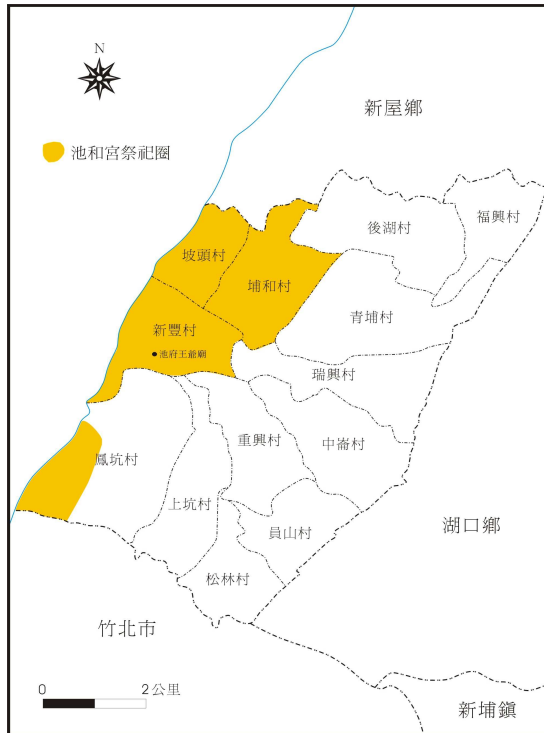 N
新屋鄉
池和宮祭祀圈
福興村
後湖村
坡頭村
埔和村
青埔村
新豐村
池府王爺廟
瑞興村
重興村
中崙村
鳳坑村
上坑村
員山村
湖口鄉
松林村
竹北市
0 2公里
新埔鎮